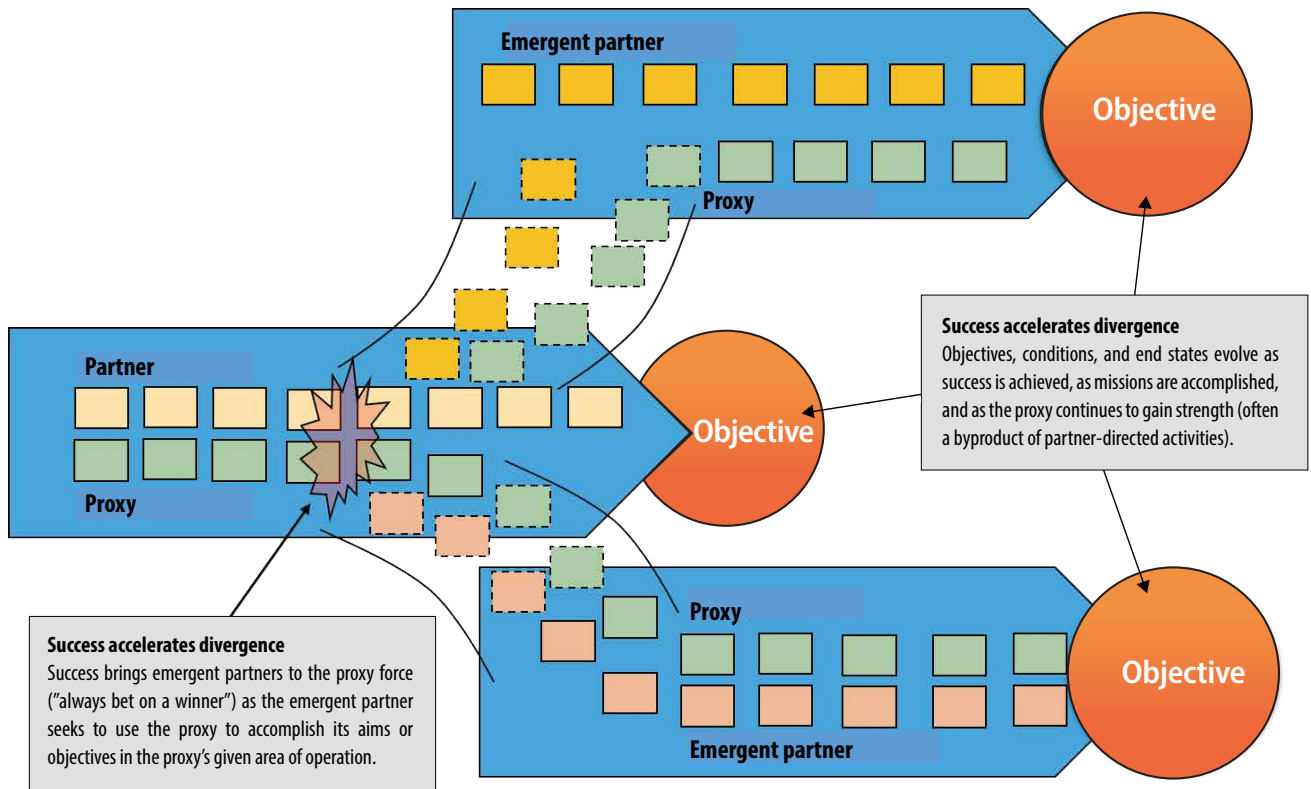 Emergent partner
Objective
Proxy
Partner
Objective
Proxy
Success accelerates divergence
Objectives, conditions, and end states evolve as
success is achieved, as missions are accomplished,
and as the proxy continues to gain strength (often
a byproduct of partner-directed activities).
Success accelerates divergence
Success brings emergent partners to the proxy force
(”always bet on a winner”) as the emergent partner
seeks to use the proxy to accomplish its aims or
objectives in the proxy’s given area of operation.
Proxy
Objective
Emergent partner